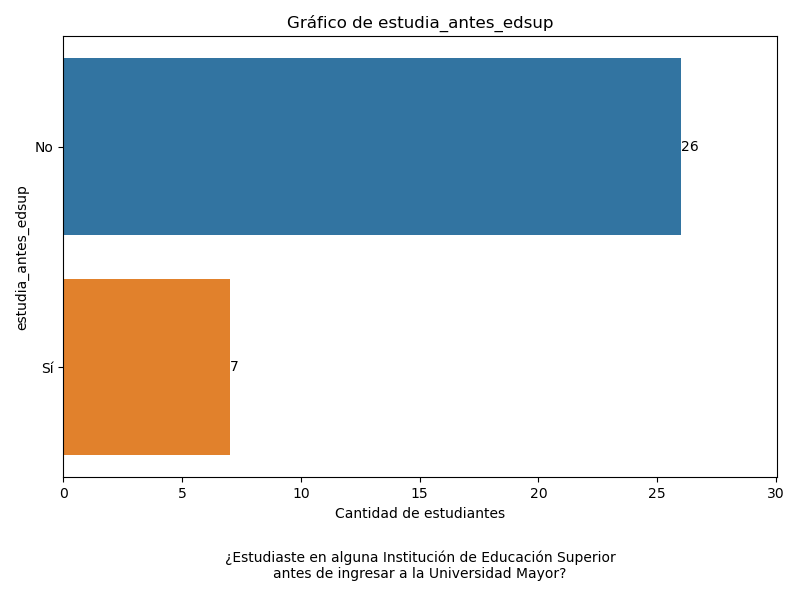 Gráfico de estudia_antes_edsup
estudia_antes_edsup
No
26
Sí
7
0 5 10 15 20 25 30
Cantidad de estudiantes
¿Estudiaste en alguna Institución de Educación Superior
antes de ingresar a la Universidad Mayor?